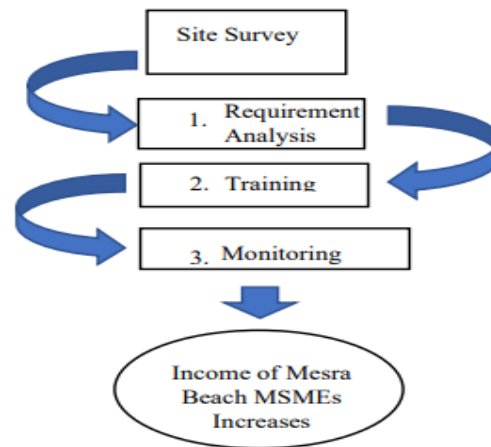 Site Survey
1. Requirement
Analysis
2. Training
3. Monitoring
Income of Mesra
Beach MSMEs
Increases